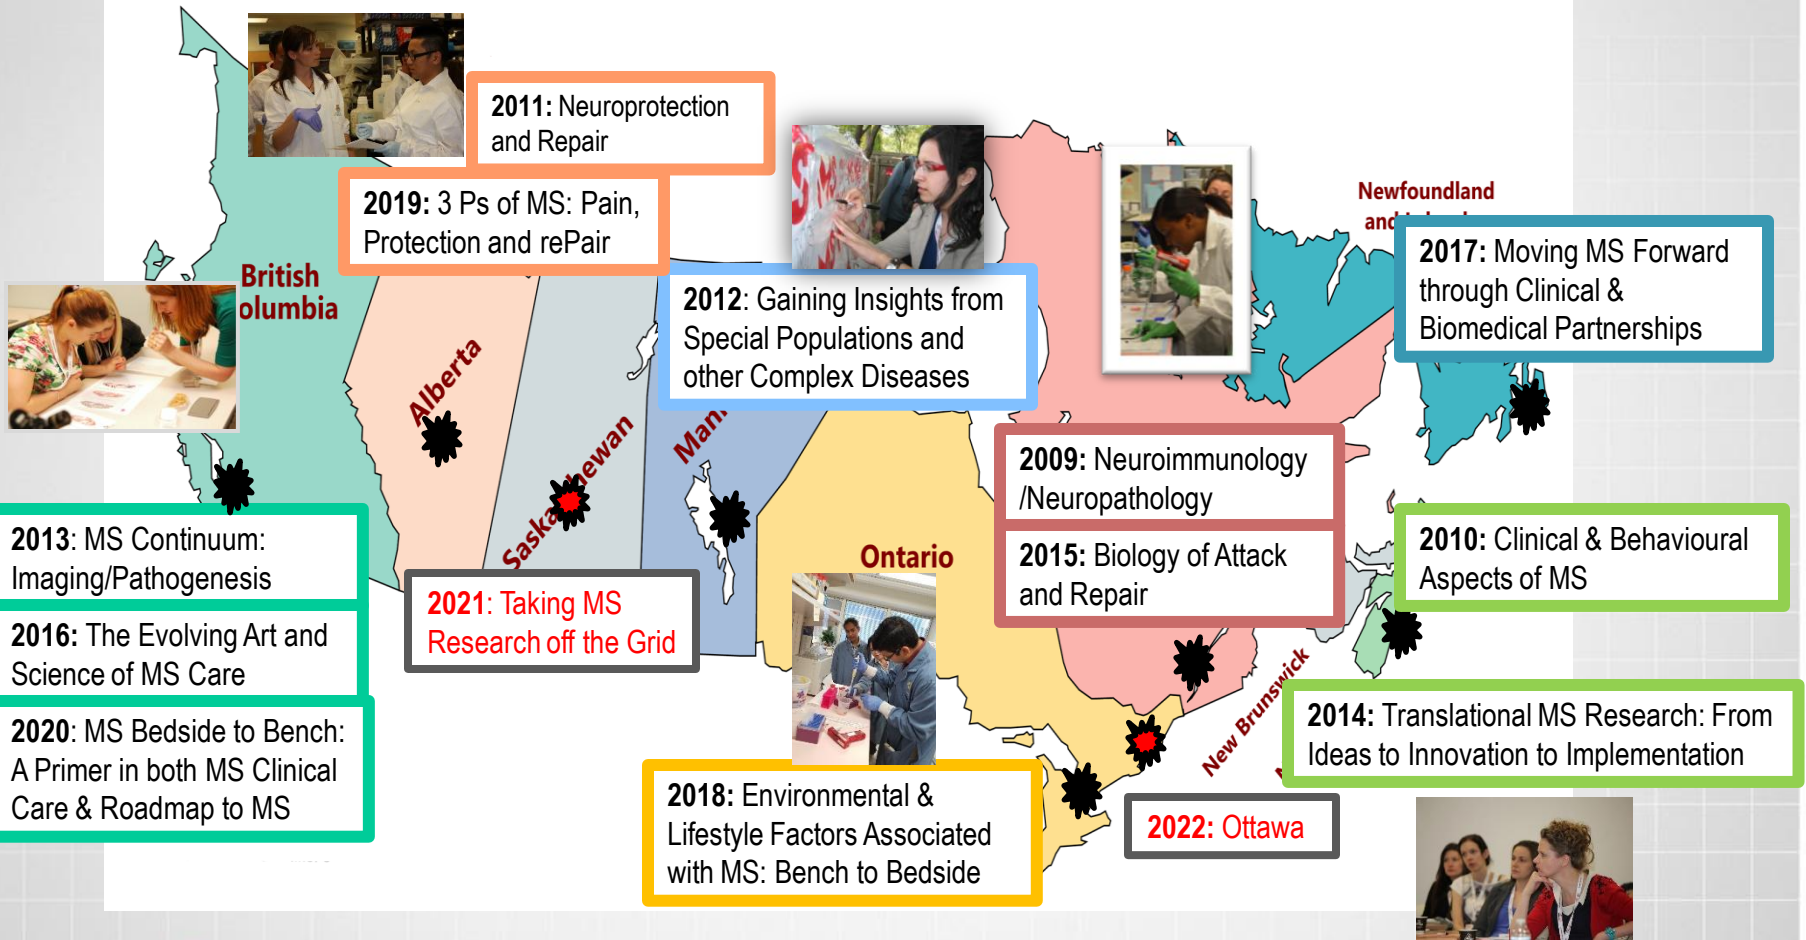 2011: Neuroprotection
and Repair
2019: 3 Ps of MS: Pain,
Protection and rePair
British
olumbia
Alberta
2012: Gaining Insights from
Special Populations and
other Complex Diseases
Newfoundland
and
2017: Moving MS Forward
through Clinical &
Biomedical Partnerships
2009: Neuroimmunology
/Neuropathology
2015: Biology of Attack
and Repair
2010: Clinical & Behavioural
Aspects of MS
2013: MS Continuum:
Imaging/Pathogenesis
2016: The Evolving Art and
Science of MS Care
2020: MS Bedside to Bench:
A Primer in both MS Clinical
Care & Roadmap to MS
2021: Taking MS
Research off the Grid
Ontario
New Brunswick
2014: Translational MS Research: From
Ideas to Innovation to Implementation
2018: Environmental &
Lifestyle Factors Associated
with MS: Bench to Bedside
2022: Ottawa